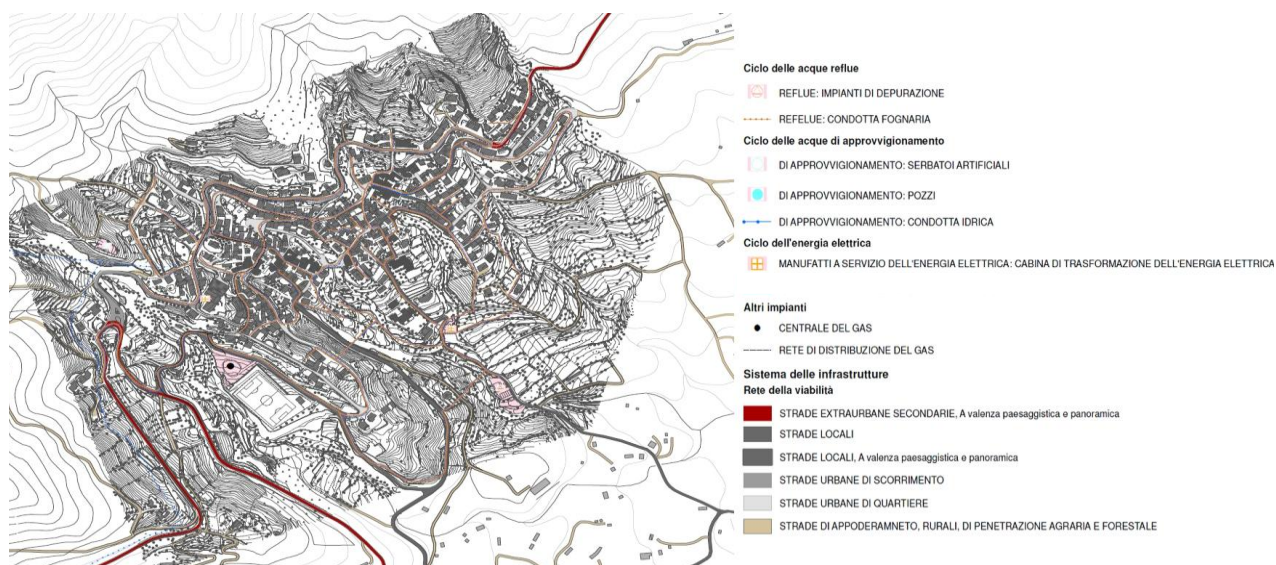 Ciclo delle acque reflue
REFLUE: IMPIANTI DI DEPURAZIONE
REFELUE: CONDOTTA FOGNARIA
Ciclo delle acque di approvvigionamento
DI APPROVVIGIONAMENTO: SERBATOI ARTIFICIALI
DI APPROVVIGIONAMENTO: POZZI
DI APPROVVIGIONAMENTO: CONDOTTA IDRICA
Ciclo dell'energia elettrica
MANUFATTI A SERVIZIO DELL'ENERGIA ELETTRICA: CABINA DI TRASFORMAZIONE DELL'ENERGIA ELETTRICA
Altri impianti
CENTRALE DEL GAS
RETE DI DISTRIBUZIONE DEL GAS
Sistema delle infrastrutture
Rete della viabilità
STRADE EXTRAURBANE SECONDARIE, A valenza paesaggistica e panoramica
STRADE LOCALI
STRADE LOCALI, A valenza paesaggistica e panoramica
STRADE URBANE DI SCORRIMENTO
STRADE URBANE DI QUARTIERE
STRADE DI APPODERAMNETO, RURALI, DI PENETRAZIONE AGRARIA E FORESTALE